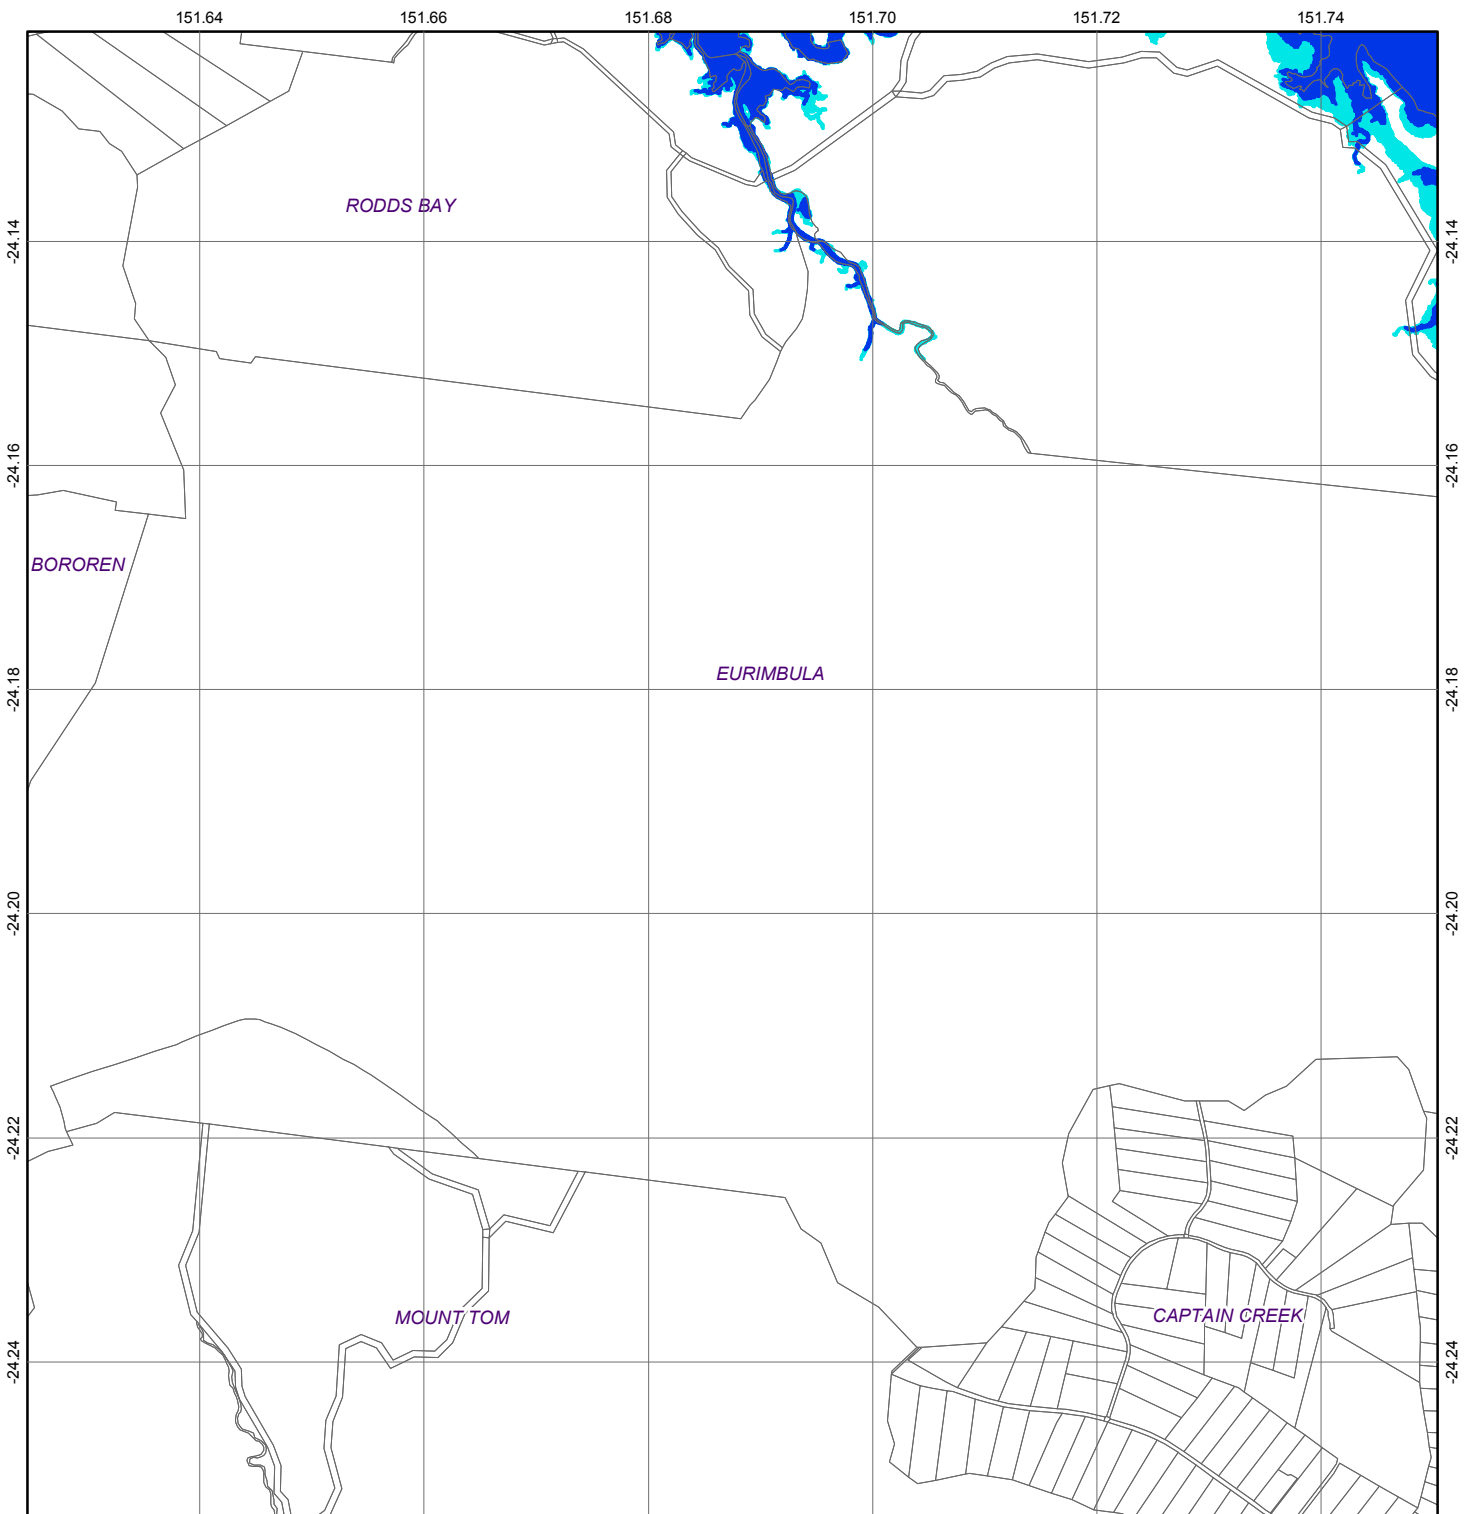 151.64 151.66 151.68 151.70 151.72 151.74
RODDS BAY
-24.14 -24.14
-24.16 -24.16
BOROREN
EURIMBULA
-24.18 -24.18
-24.20 -24.20
-24.22 -24.22
MOUNT TOM CAPTAIN CREEK
-24.24 -24.24